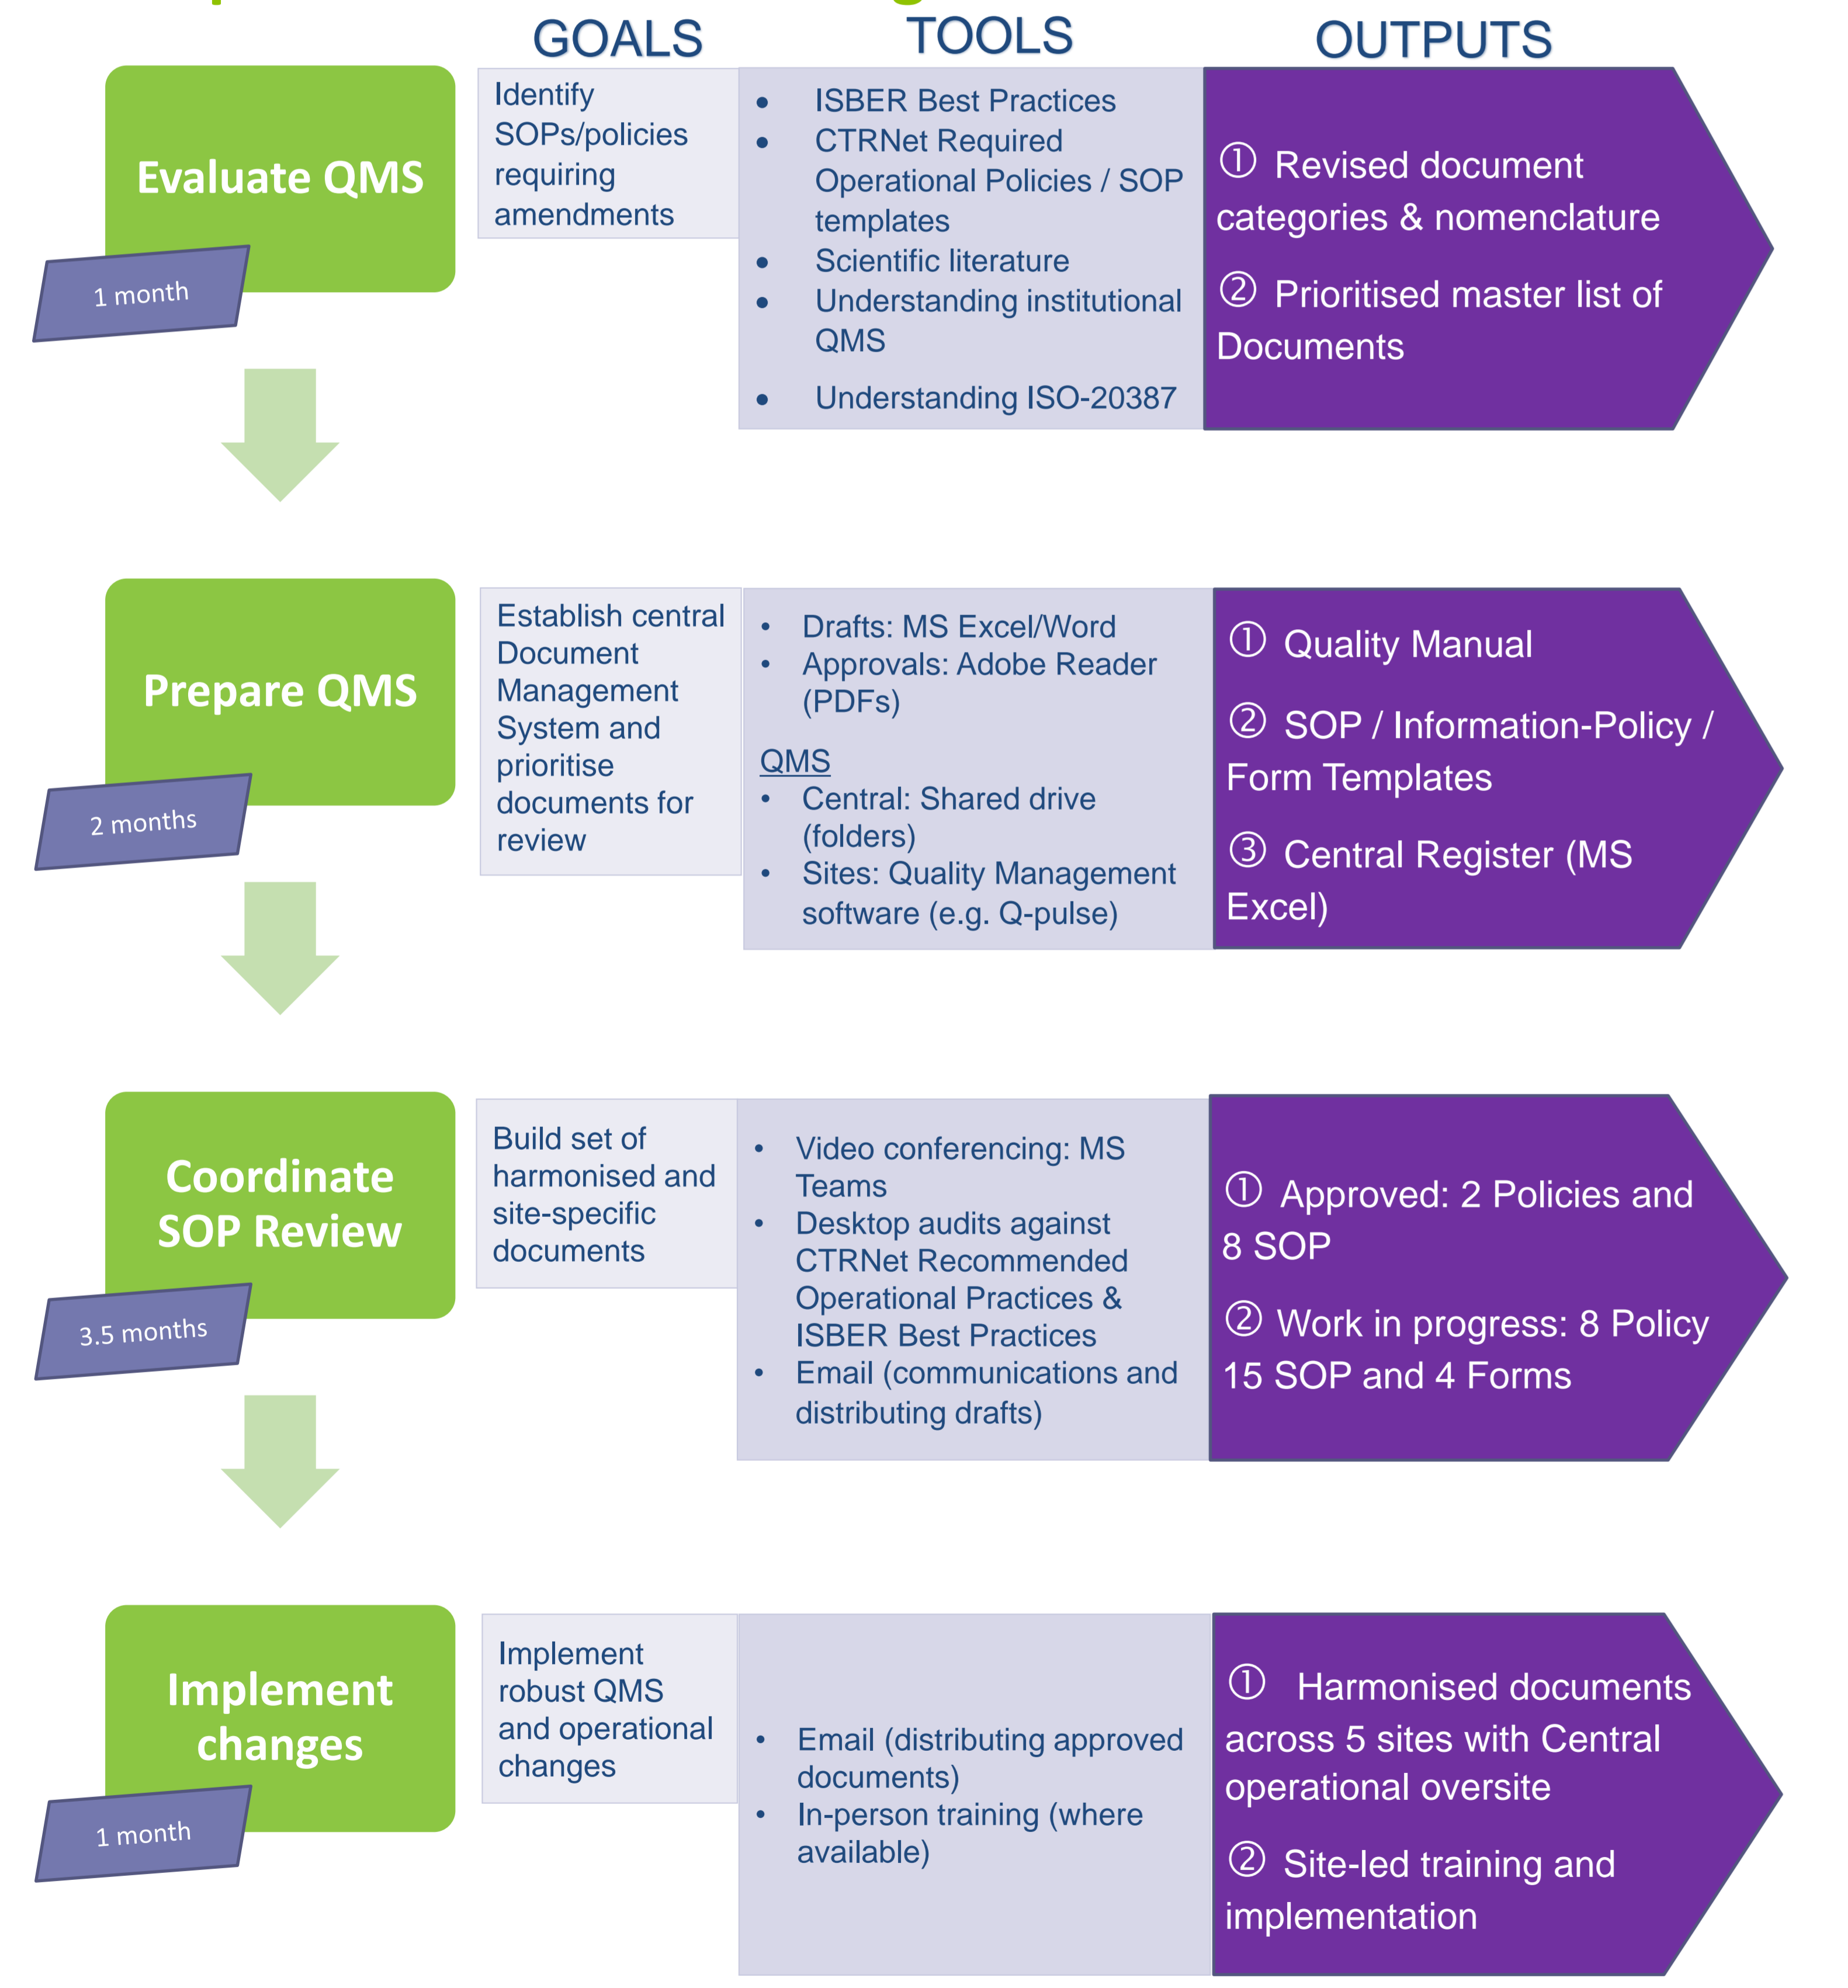 GOALS
TOOLS
OUTPUTS
Evaluate QMS
1 month
Identify
SOPs/policies
requiring
amendments
• ISBER Best Practices
• CTRNet Required
Operational Policies / SOP
templates
• Scientific literature
• Understanding institutional
QMS
• Understanding ISO-20387
① Revised document
categories & nomenclature
② Prioritised master list of
Documents
Prepare QMS
2 months
Establish central
Document
Management
System and
prioritise
documents for
review
• Drafts: MS Excel/Word
• Approvals: Adobe Reader
(PDFs)
QMS
• Central: Shared drive
(folders)
• Sites: Quality Management
software (e.g. Q-pulse)
① Quality Manual
② SOP / Information-Policy /
Form Templates
③ Central Register (MS
Excel)
Coordinate
SOP Review
3.5 months
Build set of
harmonised and
site-specific
documents
• Video conferencing: MS
Teams
• Desktop audits against
CTRNet Recommended
Operational Practices &
ISBER Best Practices
• Email (communications and
distributing drafts)
① Approved: 2 Policies and
8 SOP
② Work in progress: 8 Policy
15 SOP and 4 Forms
Implement
changes
1 month
Implement
robust QMS
and operational
changes
• Email (distributing approved
documents)
• In-person training (where
available)
① Harmonised documents
across 5 sites with Central
operational oversite
② Site-led training and
implementation